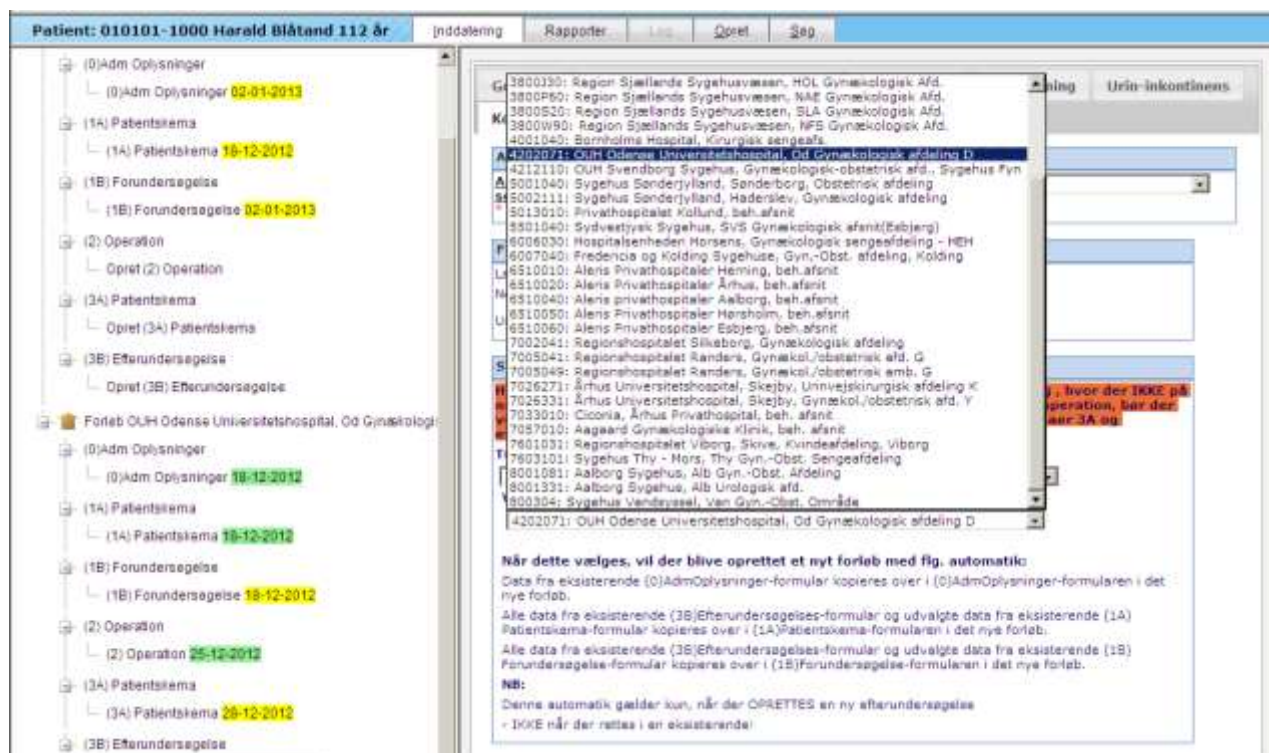 Patient: 010101-1000 Harald Blåtand 112 år
Inddatering
Rapporter
Opret
Søg
(0)Adm Oplysninger
(0)Adm Oplysninger 02-01-2013
(1A) Patientskema
(1A) Patientskema 18-12-2012
(1B) Forundersøgelse
(1B) Forundersøgelse 02-01-2013
(2) Operation
Opret (2) Operation
(3A) Patientskema
Opret (3A) Patientskema
(3B) Efterundersøgelse
Opret (3B) Efterundersøgelse
Forløb OUH Odense Universitetshospital, Od Gynækologi
(0)Adm Oplysninger
(0)Adm Oplysninger 18-12-2012
(1A) Patientskema
(1A) Patientskema 18-12-2012
(1B) Forundersøgelse
(1B) Forundersøgelse 18-12-2012
(2) Operation
(2) Operation 25-12-2012
(3A) Patientskema
(3A) Patientskema 28-12-2012
(3B) Efterundersøgelse
ning
Urin-inkontinens
3800J30: Region Sjællands Sygehusvæsen, HOL Gynækologisk Afd.
3800P60: Region Sjællands Sygehusvæsen, NAE Gynækologisk Afd.
3800S20: Region Sjællands Sygehusvæsen, SLA Gynækologisk Afd.
3800W90: Region Sjællands Sygehusvæsen, NFS Gynækologisk Afd.
4001040: Bornholms Hospital, Kirurgisk sengeafs.
4202071: OUH Odense Universitetshospital, Od Gynækologisk afdeling D
4212110: OUH Svendborg Sygehus, Gynækologisk-obstetrisk afd., Sygehus Fyn
5001040: Sygehus Sønderjylland, Sønderborg, Obstetrisk afdeling
5002111: Sygehus Sønderjylland, Haderslev, Gynækologisk afdeling
5013010: Privathospitalet Kollund, beh.afsnit
5501040: Sydvestjysk Sygehus, SVS Gynækologisk afsnit(Esbjerg)
6006030: Hospitalsenheden Horsens, Gynækologisk sengeafdeling - HEH
6007040: Fredericia og Kolding Sygehuse, Gyn.-Obst. afdeling, Kolding
6510010: Aleris Privathospitaler Herning, beh.afsnit
6510020: Aleris Privathospitaler Århus, beh.afsnit
6510040: Aleris privathospitaler Aalborg, beh.afsnit
6510050: Aleris Privathospitaler Hørsholm, beh.afsnit
6510060: Aleris Privathospitaler Esbjerg, beh.afsnit
7002041: Regionshospitalet Silkeborg, Gynækologisk afdeling
7005041: Regionshospitalet Randers, Gynækol./obstetrisk afd. G
7005049: Regionshospitalet Randers, Gynækol./obstetrisk amb. G
7026271: Århus Universitetshospital, Skejby, Urinvejskirurgisk afdeling K
7026331: Århus Universitetshospital, Skejby, Gynækol./obstetrisk afd. Y
7033010: Ciconia, Århus Privathospital, beh. afsnit
7057010: Aagaard Gynækologiske Klinik, beh. afsnit
7601031: Regionshospitalet Viborg, Skive, Kvindeafdeling, Viborg
7603101: Sygehus Thy - Mors, Thy Gyn.-Obst. Sengeafdeling
8001081: Aalborg Sygehus, Alb Gyn.-Obst. Afdeling
8001331: Aalborg Sygehus, Alb Urologisk afd.
800304: Sygehus Vendsyssel, Ven Gyn.-Obst. Område
, hvor der IKKE på
operation, bør der
3A og
4202071: OUH Odense Universitetshospital, Od Gynækologisk afdeling D
Når dette vælges, vil der blive oprettet et nyt forløb med flg. automatik:
Data fra eksisterende (0)AdmOplysninger-formular kopieres over i (0)AdmOplysninger-formularen i det
nye forløb.
Alle data fra eksisterende (3B)Efterundersøgelses-formular og udvalgte data fra eksisterende (1A)
Patientskema-formular kopieres over i (1A)Patientskema-formularen i det nye forløb.
Alle data fra eksisterende (3B)Efterundersøgelses-formular og udvalgte data fra eksisterende (1B)
Forundersøgelse-formular kopieres over i (1B)Forundersøgelse-formularen i det nye forløb.
NB:
Denne automatik gælder kun, når der OPRETTES en ny efterundersøgelse
- IKKE når der rettes i en eksisterende!